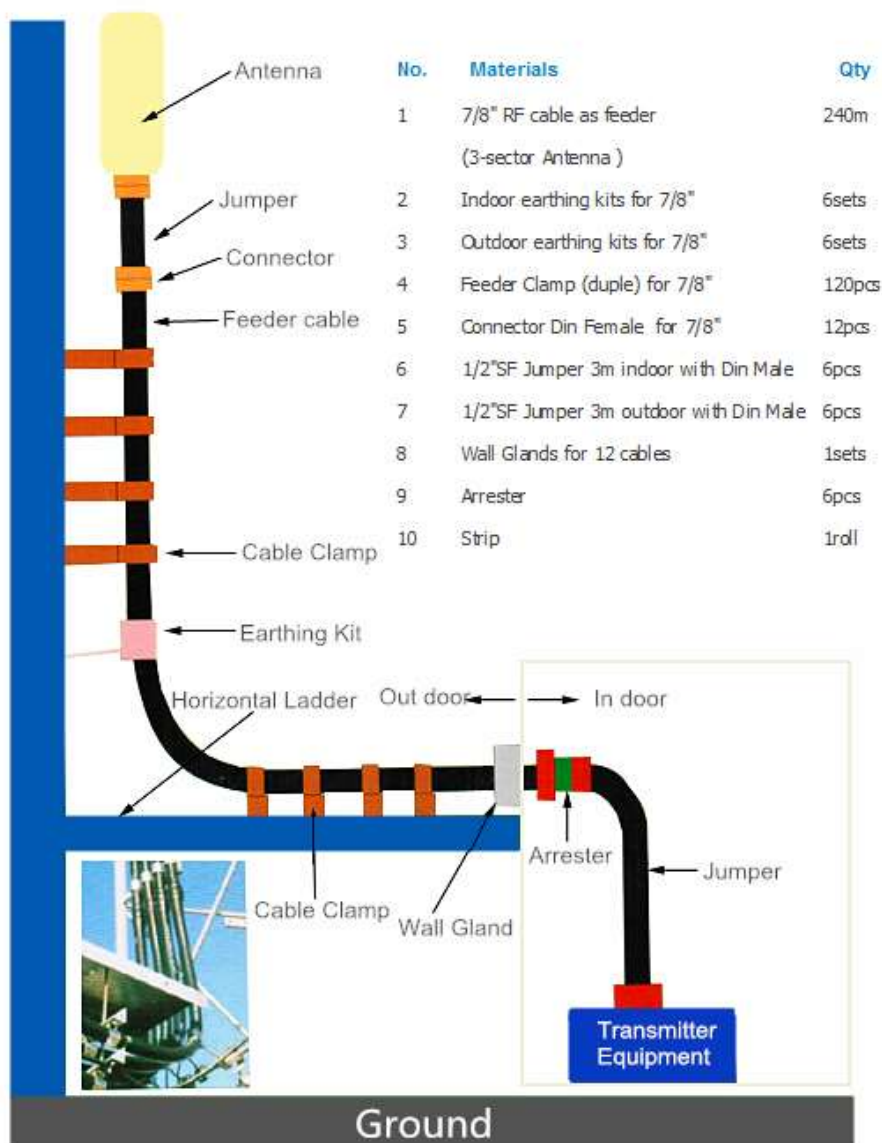 Antenna
Jumper
Connector
Feeder cable
Cable Clamp
Earthing Kit
Horizontal Ladder
Out door
In door
Arrester
Jumper
Cable Clamp
Wall Gland
Transmitter
Equipment
Ground
No. Materials Qty
1 7/8" RF cable as feeder 240m
(3-sector Antenna )
2 Indoor earthing kits for 7/8" 6sets
3 Outdoor earthing kits for 7/8" 6sets
4 Feeder Clamp (duple) for 7/8" 120pcs
5 Connector Din Female for 7/8" 12pcs
6 1/2"SF Jumper 3m indoor with Din Male 6pcs
7 1/2"SF Jumper 3m outdoor with Din Male 6pcs
8 Wall Glands for 12 cables 1sets
9 Arrester 6pcs
10 Strip 1roll